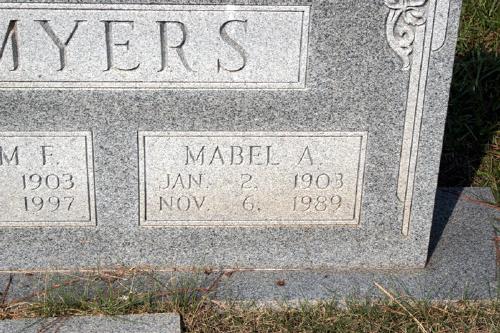 MYERS
M F.
1903
1997
MABEL A.
JAN. 2. 1903
NOV. 6. 1989